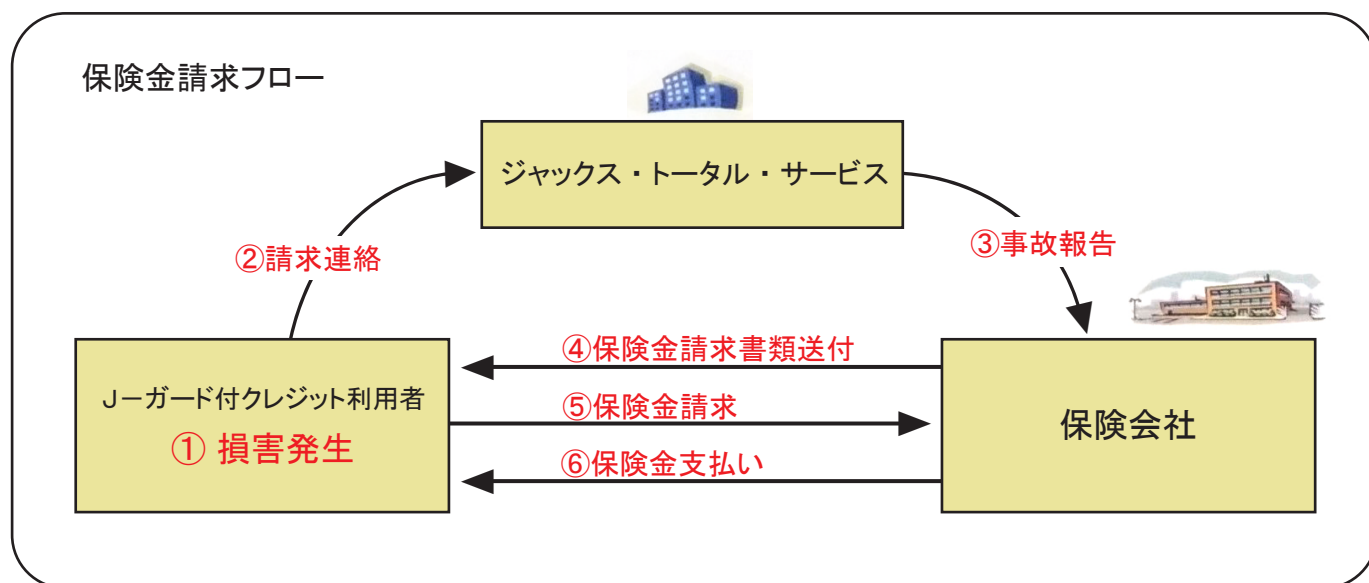 保険金請求フロー
ジャックス・トータル・サービス
②請求連絡
③事故報告
④保険金請求書類送付
J－ガード付クレジット利用者
① 損害発生
⑤保険金請求
保険会社
⑥保険金支払い